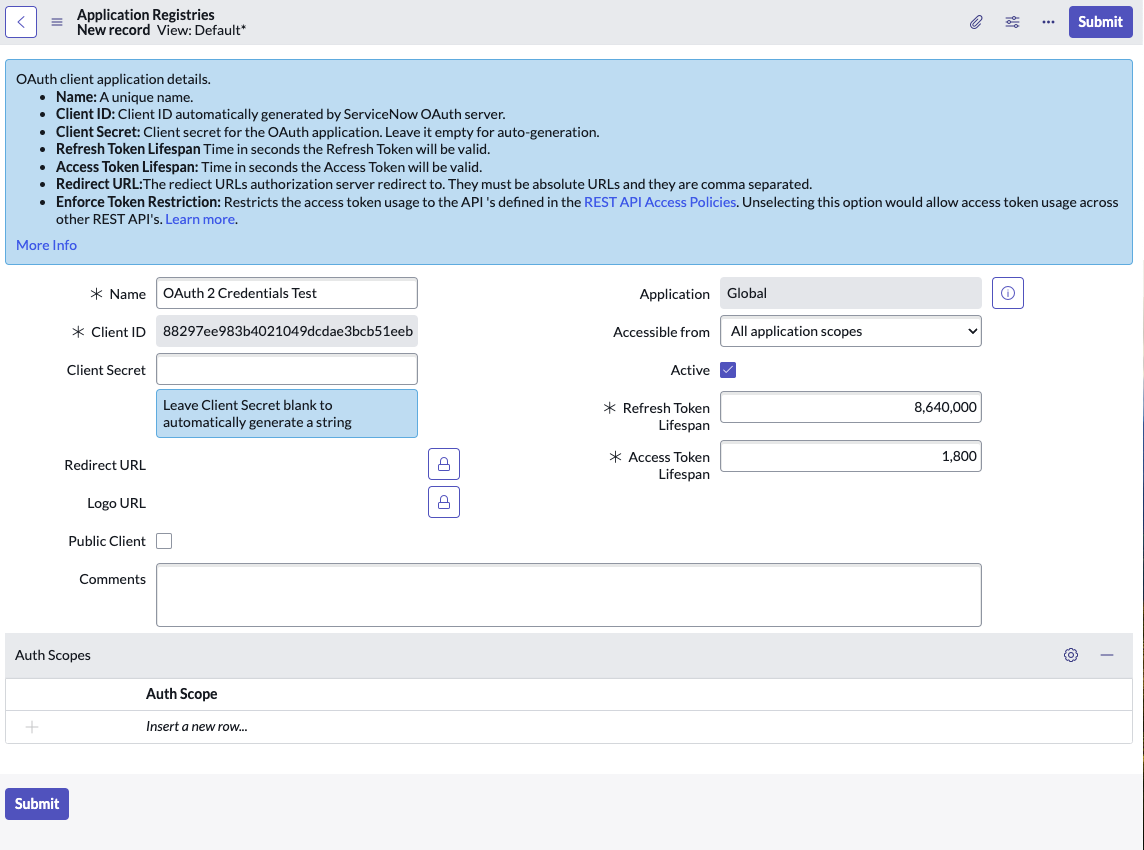 Application Registries
New record View: Default*
Submit
OAuth client application details.
• Name: A unique name.
• Client ID: Client ID automatically generated by ServiceNow OAuth server.
• Client Secret: Client secret for the OAuth application. Leave it empty for auto-generation.
• Refresh Token Lifespan Time in seconds the Refresh Token will be valid.
• Access Token Lifespan: Time in seconds the Access Token will be valid.
• Redirect URL:The rediect URLs authorization server redirect to. They must be absolute URLs and they are comma separated.
• Enforce Token Restriction: Restricts the access token usage to the API 's defined in the REST API Access Policies. Unselecting this option would allow access token usage across
other REST API's. Learn more.
More Info
Name OAuth 2 Credentials Test
Client ID 88297ee983b4021049dcdae3bcb51eeb
Client Secret
Leave Client Secret blank to
automatically generate a string
Redirect URL
Logo URL
Public Client
Comments
Application Global
Accessible from All application scopes
Active
Refresh Token 8,640,000
Lifespan
Access Token 1,800
Lifespan
Auth Scopes
Auth Scope
Insert a new row...
Submit